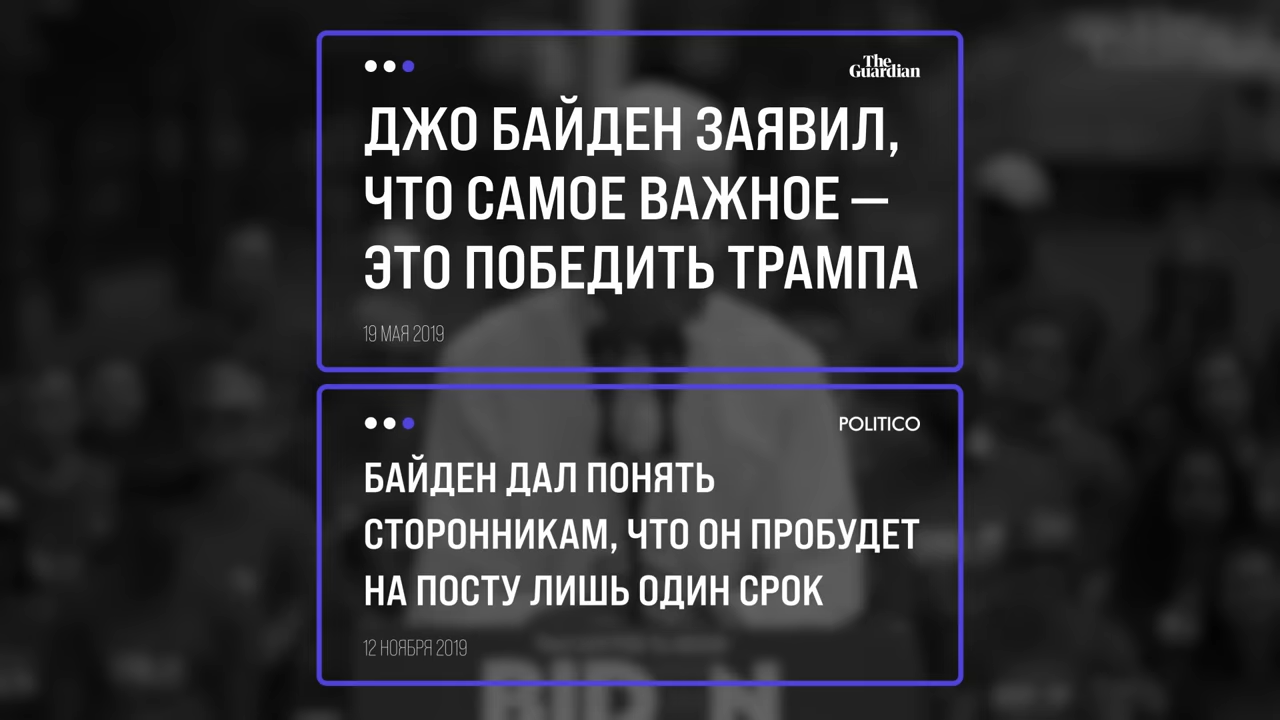 The
Guardian
ДЖО БАЙДЕН ЗАЯВИЛ,
ЧТО САМОЕ ВАЖНОЕ —
ЭТО ПОБЕДИТЬ ТРАМПА
19 МАЯ 2019
POLITICO
БАЙДЕН ДАЛ ПОНЯТЬ
СТОРОННИКАМ, ЧТО ОН ПРОБУДЕТ
НА ПОСТУ ЛИШЬ ОДИН СРОК
12 НОЯБРЯ 2019